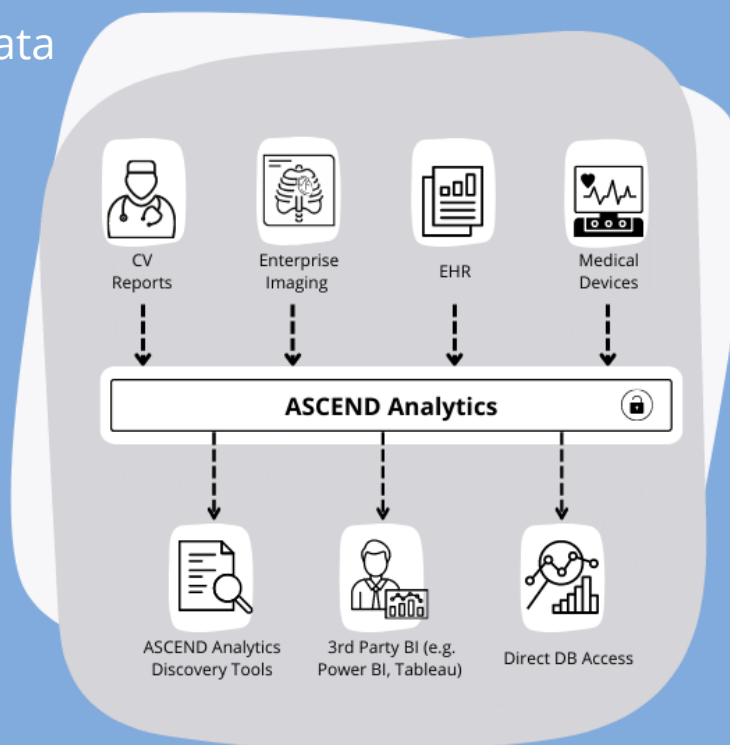 CV
Reports
Enterprise
Imaging
EHR
Medical
Devices
ASCEND Analytics
ASCEND Analytics
Discovery Tools
3rd Party BI (e.g.
Power BI, Tableau)
Direct DB Access